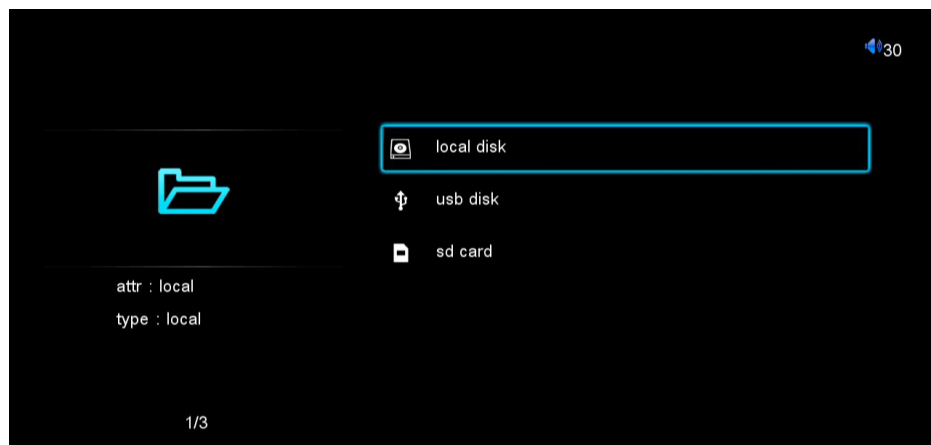 30
local disk
usb disk
sd card
attr : local
type : local
1/3